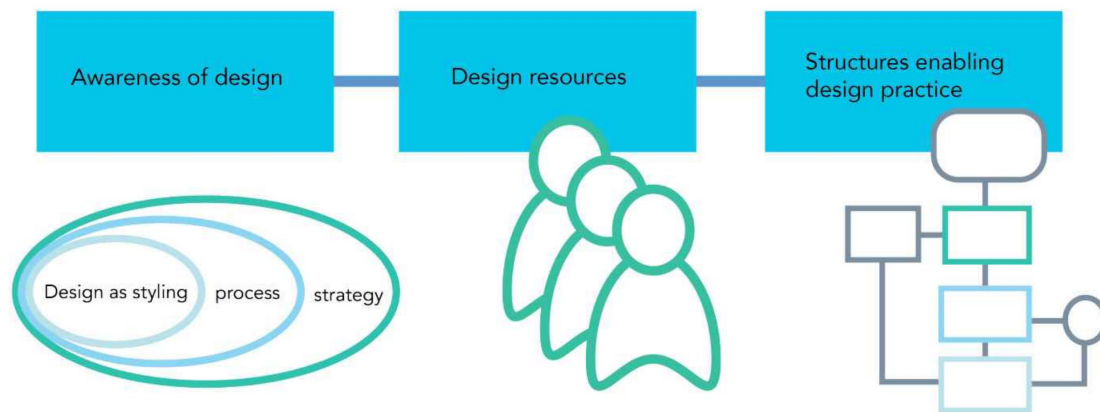 Awareness of design
Design resources
Structures enabling
design practice
Design as styling
process
strategy